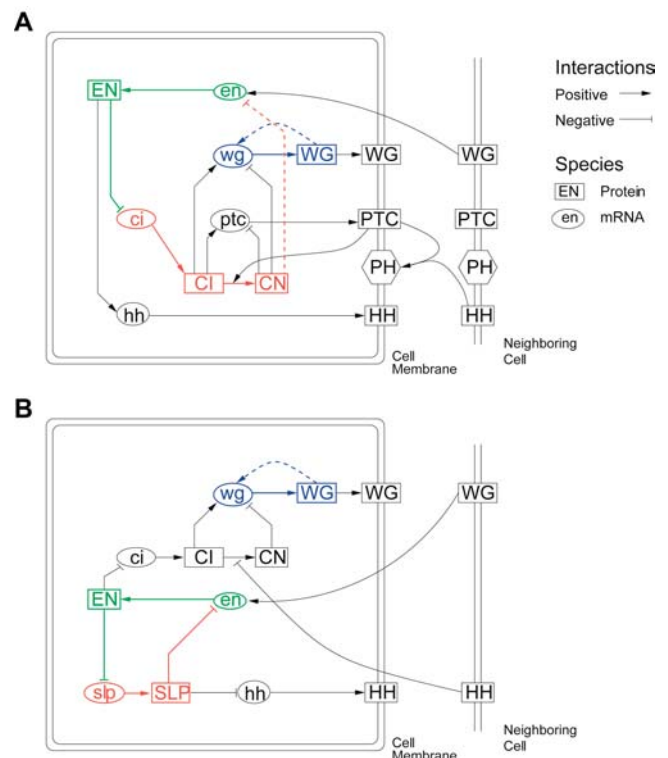 A
EN
en
wg
WG
WG
WG
ci
ptc
PTC
PTC
CI
CN
PH
PH
hh
HH
HH
Cell
Membrane
Neighboring
Cell
Interactions
Positive
Negative
Species
EN Protein
en mRNA
B
wg
WG
WG
WG
ci
CI
CN
EN
en
slp
SLP
hh
HH
HH
Cell
Membrane
Neighboring
Cell